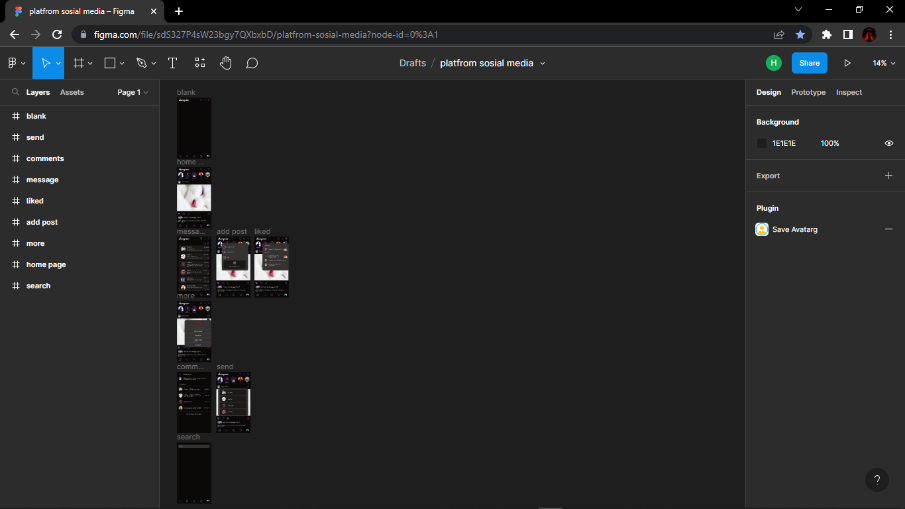 platfrom sosial media – Figma
figma.com/file/sdS327P4sW23bgy7QXbxbD/platfrom-sosial-media?node-id=0%3A1
Drafts / platfrom sosial media
H
Share
14%
Layers
Assets
Page 1
Design
Prototype
Inspect
blank
send
comments
message
liked
add post
more
home page
search
blank
home ...
messa...
add post
liked
more
comm...
send
search
Background
1E1E1E
100%
Export
Plugin
Save Avatarg
?